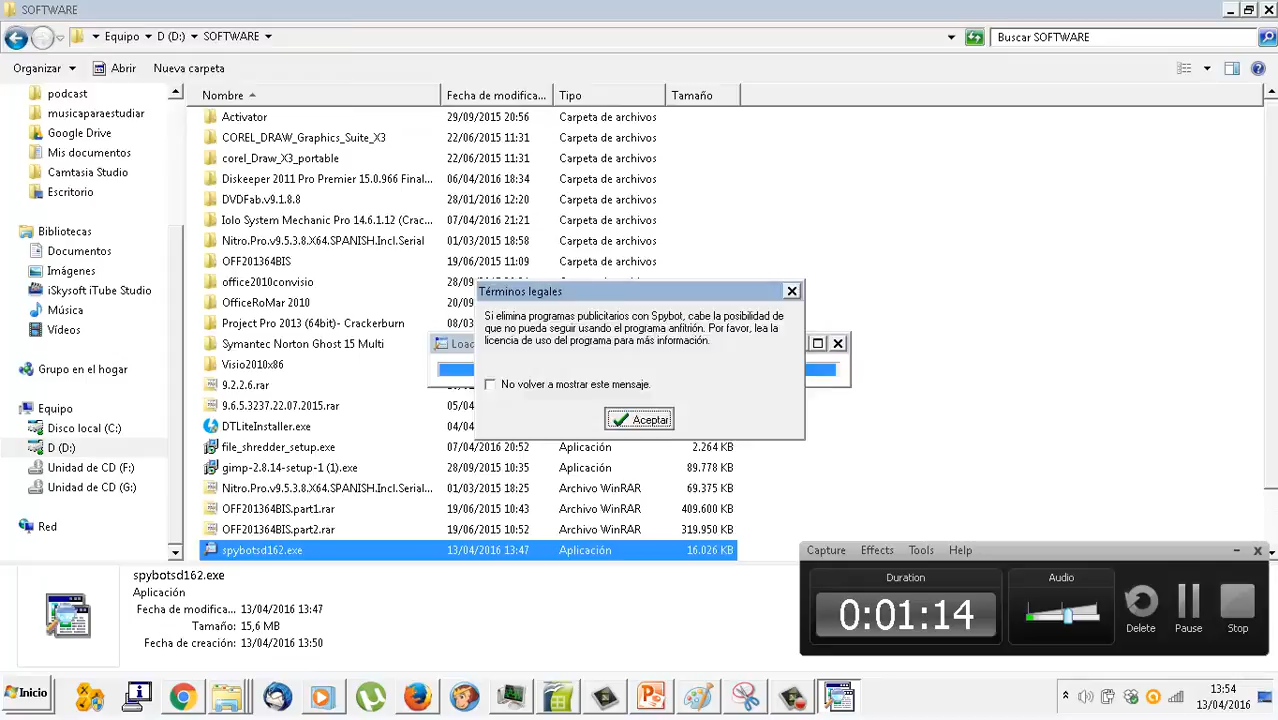 SOFTWARE
Equipo D (D:) SOFTWARE
Buscar SOFTWARE
Organizar Abrir Nueva carpeta
podcast
musicaparaestudiar
Google Drive
Mis documentos
Camtasia Studio
Escritorio
Bibliotecas
Documentos
Imágenes
iSkysoft iTube Studio
Música
Vídeos
Grupo en el hogar
Equipo
Disco local (C:)
D (D:)
Unidad de CD (F:)
Unidad de CD (G:)
Red
Nombre Fecha de modifica... Tipo Tamaño
Activator 29/09/2015 20:56 Carpeta de archivos
COREL_DRAW_Graphics_Suite_X3 22/06/2015 11:31 Carpeta de archivos
corel_Draw_X3_portable 22/06/2015 11:31 Carpeta de archivos
Diskeeper 2011 Pro Premier 15.0.966 Final... 06/04/2016 18:34 Carpeta de archivos
DVDFab.v9.1.8.8 28/01/2016 12:20 Carpeta de archivos
Iolo System Mechanic Pro 14.6.1.12 (Crac... 07/04/2016 21:21 Carpeta de archivos
Nitro.Pro.v9.5.3.8.X64.SPANISH.Incl.Serial 01/03/2015 18:58 Carpeta de archivos
OFF201364BIS 19/06/2015 11:09 Carpeta de archivos
office2010convisio
OfficeRoMar 2010
Project Pro 2013 (64bit)- Crackerburn
Symantec Norton Ghost 15 Multi
Visio2010x86
9.2.2.6.rar
9.6.5.3237.22.07.2015.rar
DTLiteInstaller.exe
file_shredder_setup.exe 07/04/2016 20:52 Aplicación 2.264 KB
gimp-2.8.14-setup-1 (1).exe 28/09/2015 10:35 Aplicación 89.778 KB
Nitro.Pro.v9.5.3.8.X64.SPANISH.Incl.Serial... 01/03/2015 18:25 Archivo WinRAR 69.375 KB
OFF201364BIS.part1.rar 19/06/2015 10:43 Archivo WinRAR 409.600 KB
OFF201364BIS.part2.rar 19/06/2015 10:52 Archivo WinRAR 319.950 KB
spybotsd162.exe 13/04/2016 13:47 Aplicación 16.026 KB
Términos legales
Si elimina programas publicitarios con Spybot, cabe la posibilidad de
que no pueda seguir usando el programa anfitrión. Por favor, lea la
licencia de uso del programa para más información.
No volver a mostrar este mensaje.
Aceptar
spybotsd162.exe
Aplicación
Fecha de modifica... 13/04/2016 13:47
Tamaño: 15,6 MB
Fecha de creación: 13/04/2016 13:50
Capture Effects Tools Help
Duration
0:01:14
Audio
Delete Pause Stop
Inicio
13:54
13/04/2016